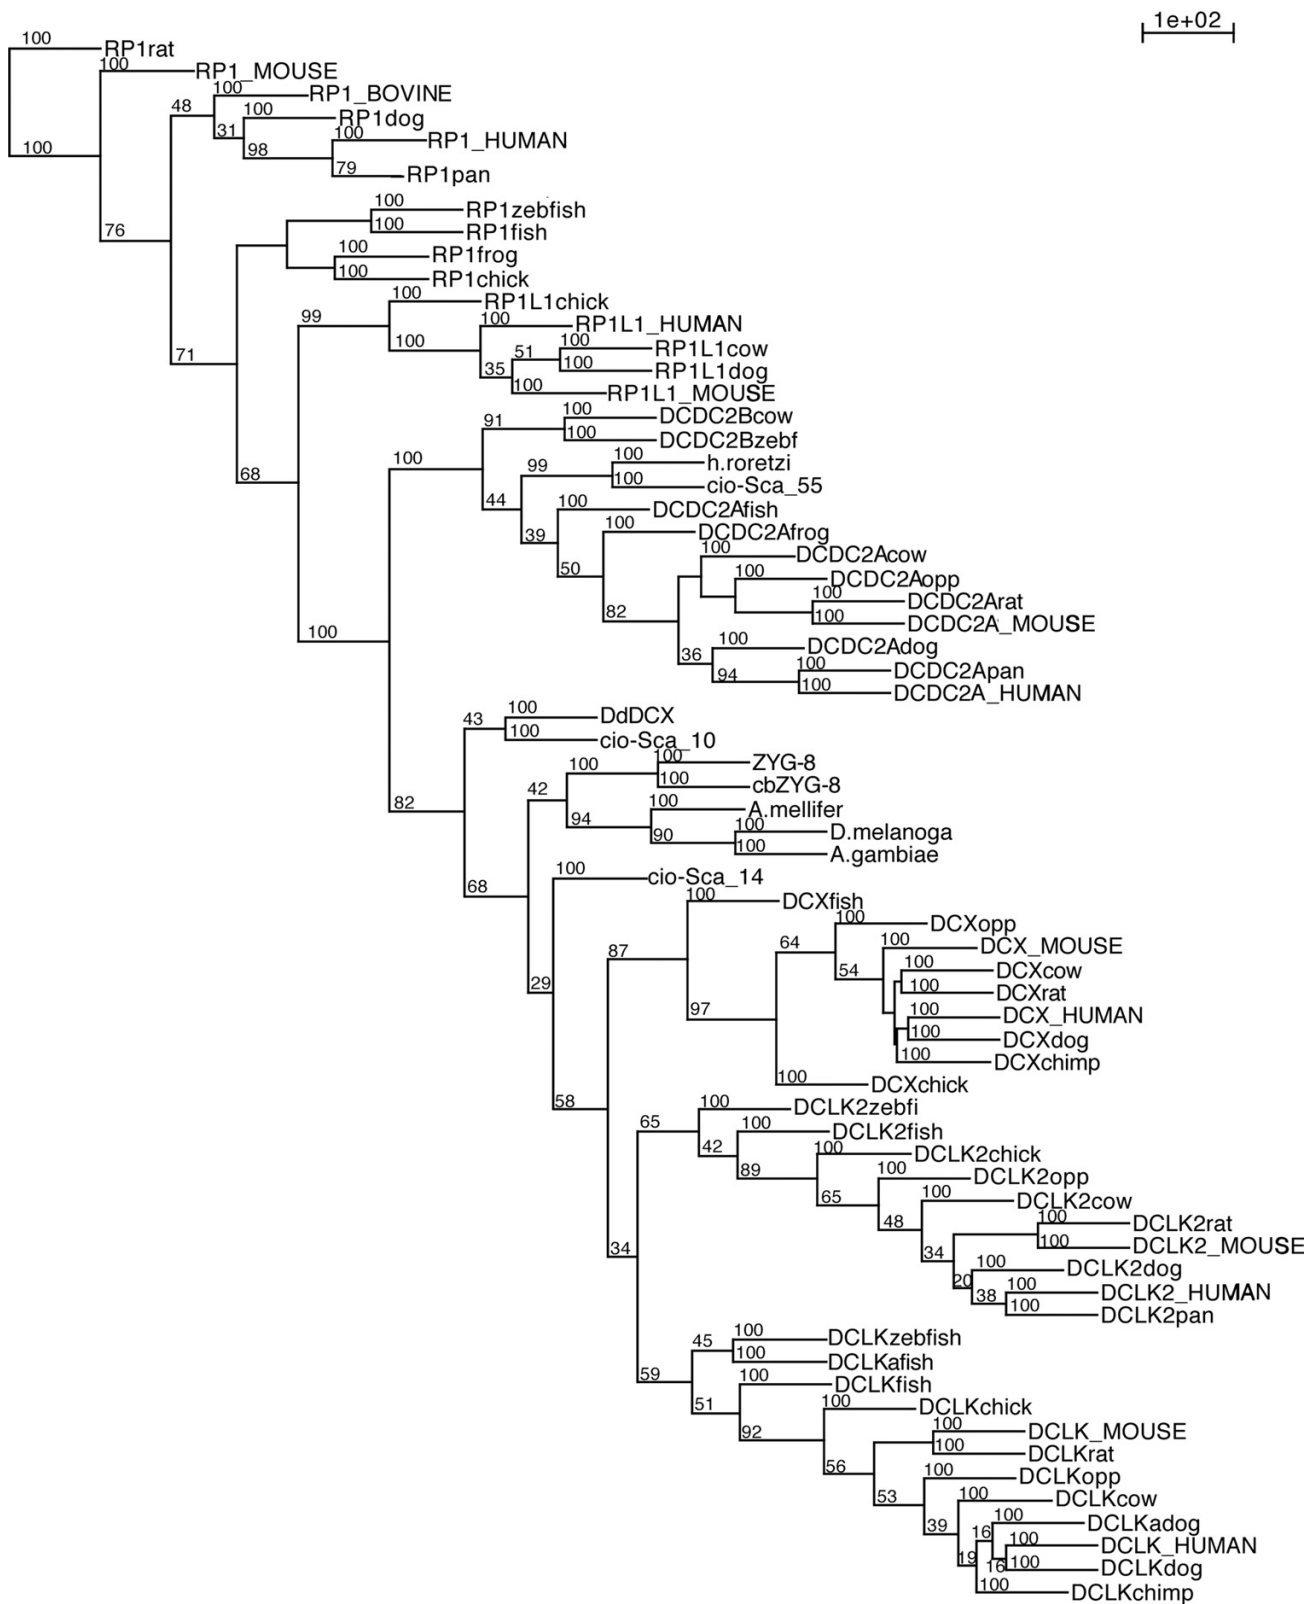 1e+02
100 RP1rat
100 RP1_MOUSE
100 RP1_BOVINE
48
100 RP1dog
31
100 RP1_HUMAN
100 98
79 RP1pan
100 RP1zebfish
76
100 RP1fish
100 RP1frog
100 RP1chick
100 RP1L1chick
99
100 RP1L1_HUMAN
100
100 RP1L1cow
51
71
100 RP1L1dog
35
100 RP1L1_MOUSE
100 DCDC2Bcow
91
100 DCDC2Bzebf
100
100 h.roretzi
99
68
100 cio-Sca_55
44
100 DCDC2Afish
100 DCDC2Afrog
39
100 DCDC2Acow
50
100 DCDC2Aopp
100 DCDC2Arat
82
100 DCDC2A_MOUSE
100
100 DCDC2Adog
36
100 DCDC2Apan
94
100 DCDC2A_HUMAN
100 DdDCX
43
100 cio-Sca_10
100 ZYG-8
100
100 cbZYG-8
42
82
100 A.mellifer
94
100 D.melanoga
90
100 A.gambiae
100 cio-Sca_14
68
100 DCXfish
100 DCXopp
64
100 DCX_MOUSE
87
100 DCXcow
54
100 DCXrat
29
100 DCX_HUMAN
97
100 DCXdog
100 DCXchimp
100 DCXchick
58
100 DCLK2zebfi
65
100 DCLK2fish
42
100 DCLK2chick
89
100 DCLK2opp
65
100 DCLK2cow
48
100 DCLK2rat
100 DCLK2_MOUSE
34
34
100 DCLK2dog
20
100 DCLK2_HUMAN
38
100 DCLK2pan
100 DCLKzebfish
45
100 DCLKafish
59
100 DCLKfish
51
100 DCLKchick
100 DCLK_MOUSE
92
100 DCLKrat
56
100 DCLKopp
53
100 DCLKcow
100 DCLKadog
39
16
100 DCLK_HUMAN
19
16
100 DCLKdog
100 DCLKchimp